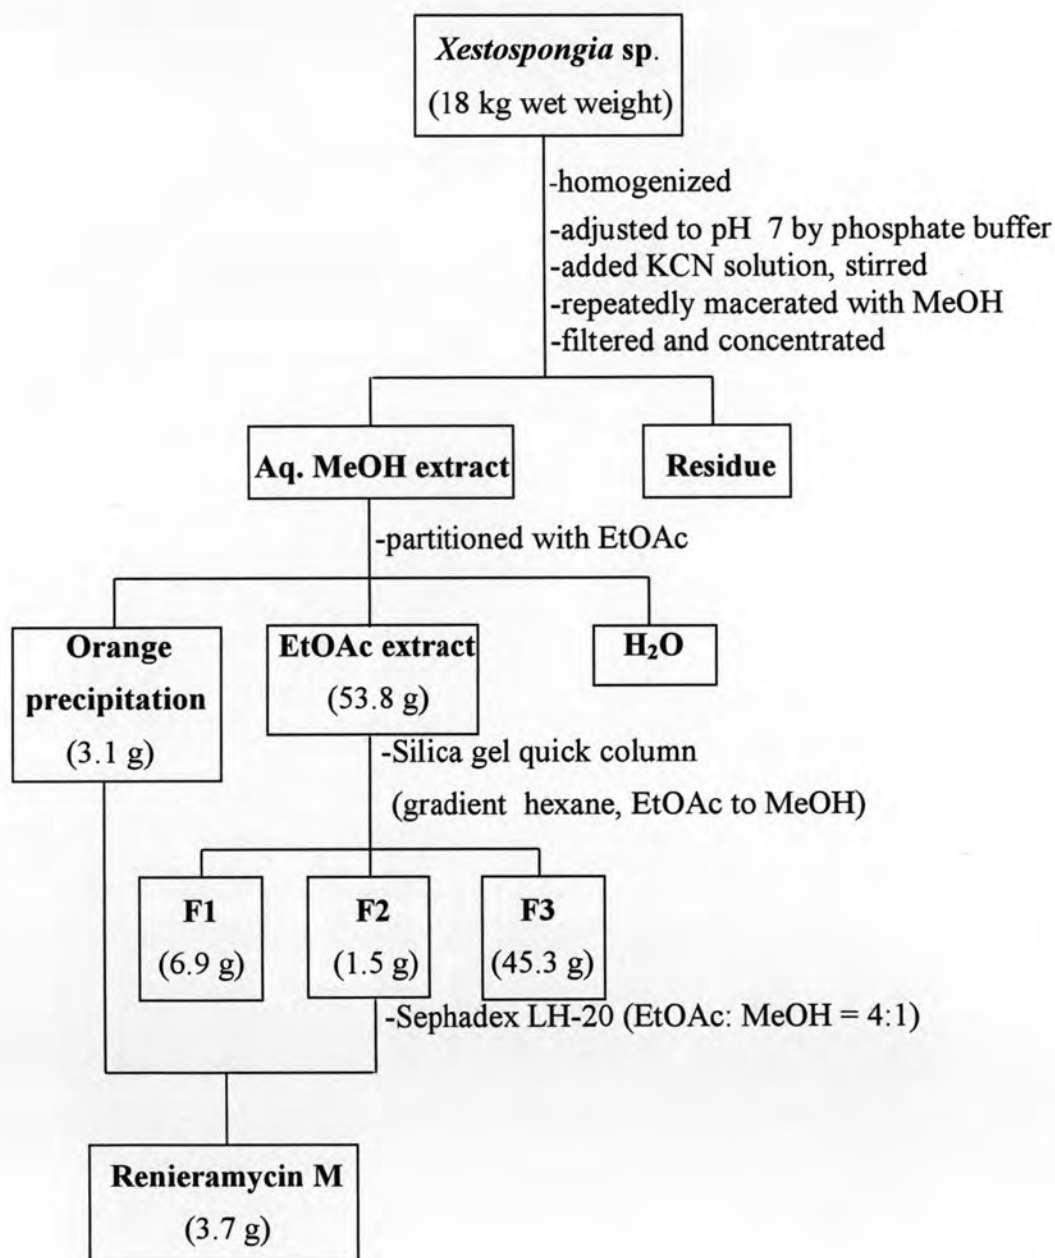 Xestospongia sp.
(18 kg wet weight)
-homogenized
-adjusted to pH 7 by phosphate buffer
-added KCN solution, stirred
-repeatedly macerated with MeOH
-filtered and concentrated
Aq. MeOH extract
Residue
-partitioned with EtOAc
Orange
precipitation
(3.1 g)
EtOAc extract
(53.8 g)
H₂O
-Silica gel quick column
(gradient hexane, EtOAc to MeOH)
F1
(6.9 g)
F2
(1.5 g)
F3
(45.3 g)
-Sephadex LH-20 (EtOAc: MeOH = 4:1)
Renieramycin M
(3.7 g)